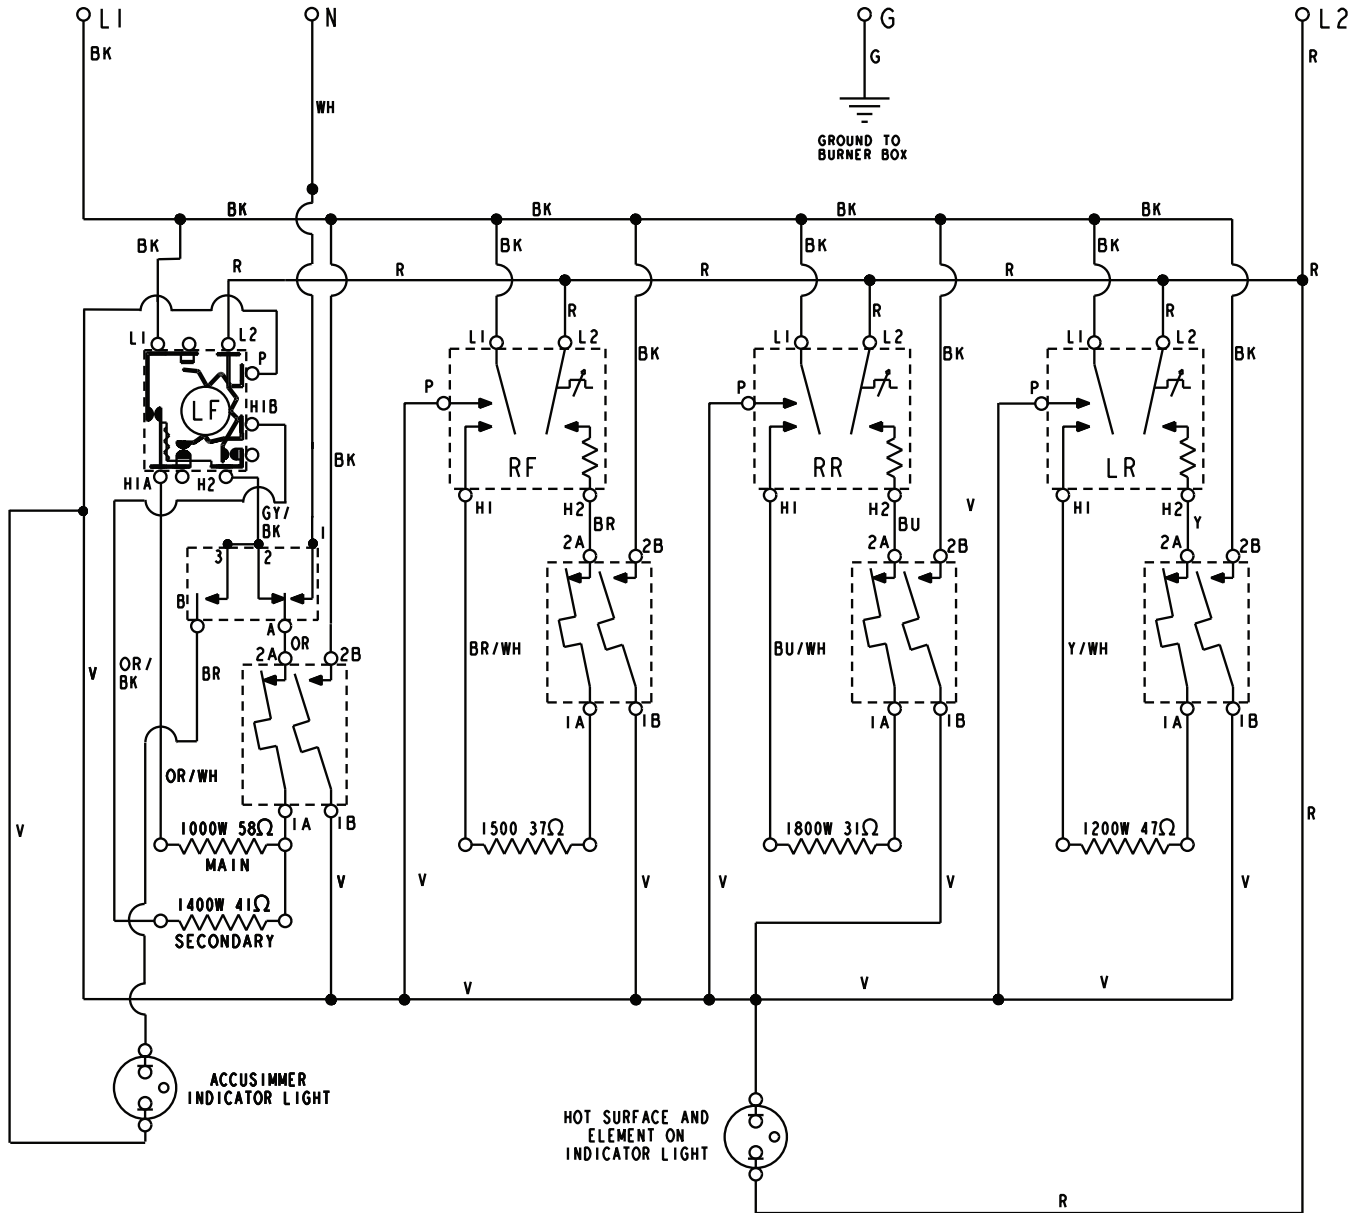 L1 N G L2
BK G R
WH
GROUND TO
BURNER BOX
BK BK BK BK
BK BK BK BK
R R R R R
R R R
L1 L2 L1 L2 L1 L2 L1 L2
P BK BK BK
P P P
LF H1B
BK RF RR LR
H1A H2
GY/
BK
H1 H2 H1 H2 V H1 H2
1 BR BU Y
3 2 2A 2B 2A 2B 2A 2B
B A OR
2A 2B
V OR/
BK
BR BR/WH BU/WH Y/WH
1A 1B 1A 1B 1A 1B
OR/WH
V 1A 1B R
1000W 58Ω 1500 37Ω 1800W 31Ω 1200W 47Ω
MAIN
V V V V V V
1400W 41Ω
SECONDARY
V V V
ACCUSIMMER
INDICATOR LIGHT
HOT SURFACE AND
ELEMENT ON
INDICATOR LIGHT
R